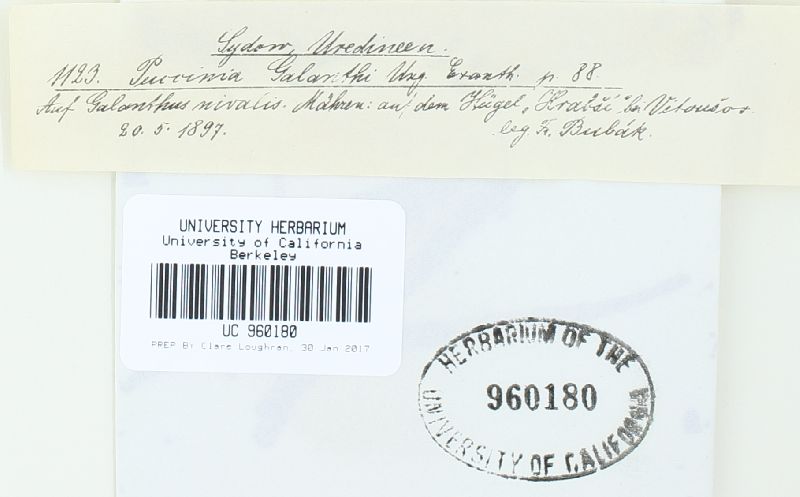 Sydow, Uredineen.
1123. Puccinia Galanthi Ung. Exanth. p. 88.
Auf Galanthus nivalis. Mähren: auf dem Hügel „Hrabší" bei
20. 5. 1897. leg Fr. Bubák.
UNIVERSITY HERBARIUM
University of California
Berkeley
UC 960180
PREP BY Clare Loughran, 30 Jan 2017
HERBARIUM OF THE
960180
UNIVERSITY OF CALIFORNIA